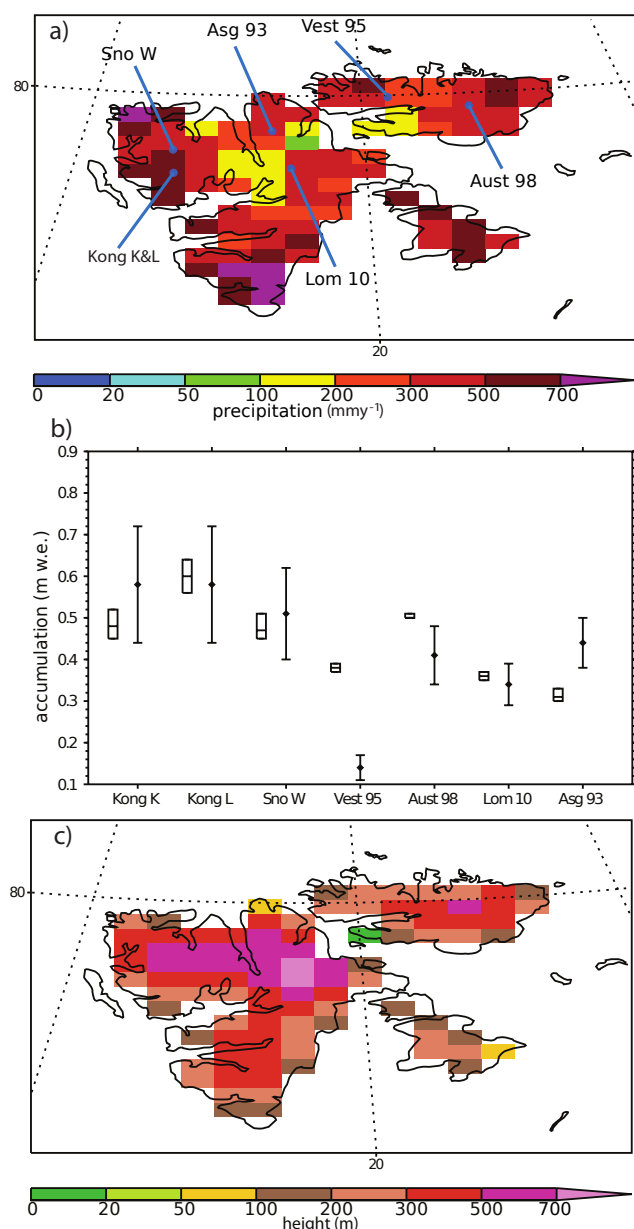 a)
Asg 93
Vest 95
Sno W
80
Aust 98
Kong K&L
Lom 10
20
0 20 50 100 200 300 500 700
precipitation (mmy⁻¹)
b)
0.9
0.8
0.7
0.6
0.5
0.4
0.3
0.2
0.1
accumulation (m w.e.)
Kong K Kong L Sno W Vest 95 Aust 98 Lom 10 Asg 93
c)
80
20
0 20 50 100 200 300 500 700
height (m)